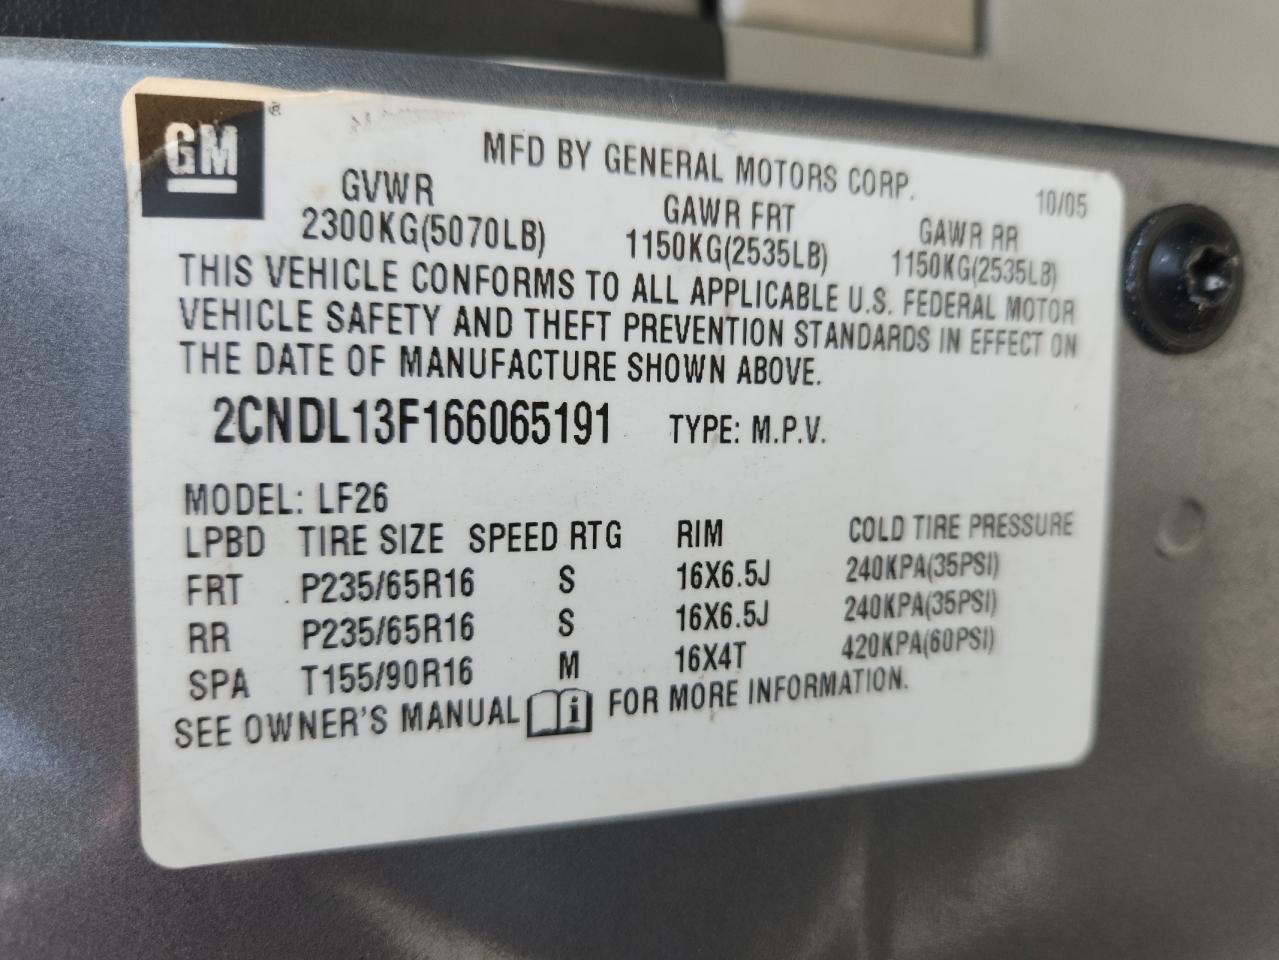 GM ®
MFD BY GENERAL MOTORS CORP.
10/05
GVWR GAWR FRT GAWR RR
2300KG(5070LB) 1150KG(2535LB) 1150KG(2535LB)
THIS VEHICLE CONFORMS TO ALL APPLICABLE U.S. FEDERAL MOTOR
VEHICLE SAFETY AND THEFT PREVENTION STANDARDS IN EFFECT ON
THE DATE OF MANUFACTURE SHOWN ABOVE.
2CNDL13F166065191 TYPE: M.P.V.
MODEL: LF26
LPBD TIRE SIZE SPEED RTG RIM COLD TIRE PRESSURE
FRT P235/65R16 S 16X6.5J 240KPA(35PSI)
RR P235/65R16 S 16X6.5J 240KPA(35PSI)
SPA T155/90R16 M 16X4T 420KPA(60PSI)
SEE OWNER'S MANUAL i FOR MORE INFORMATION.